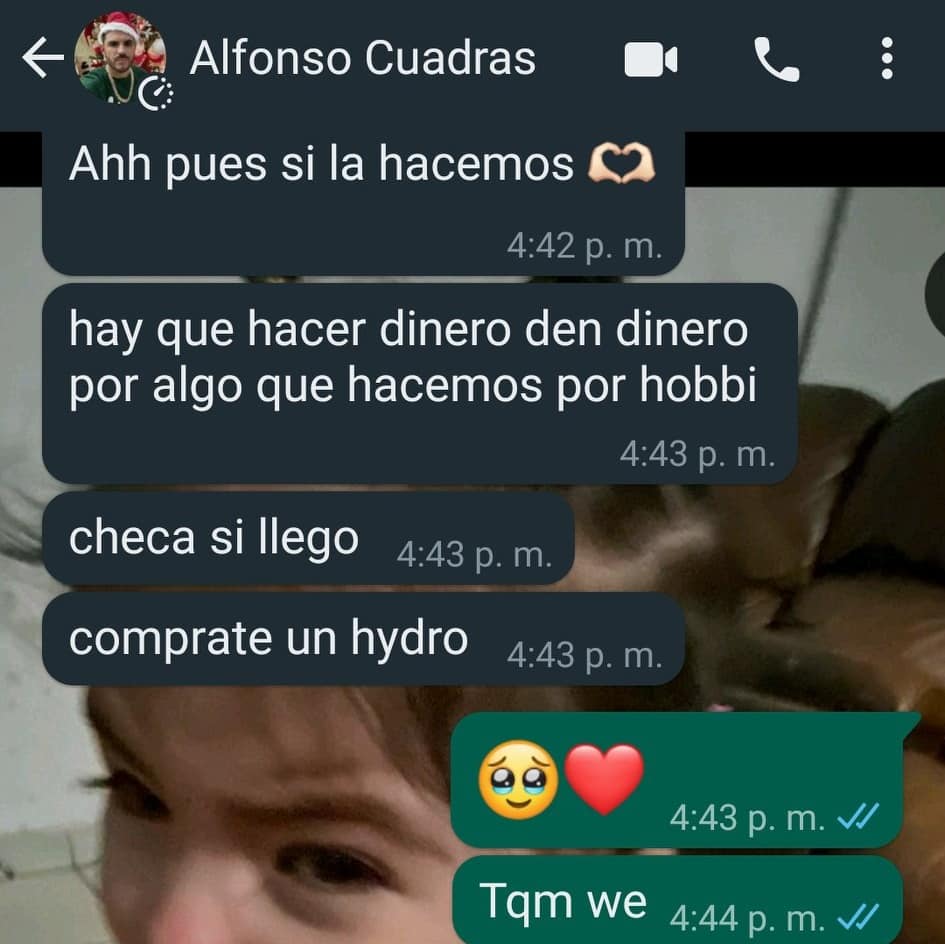 Alfonso Cuadras
Ahh pues si la hacemos 🫶🏻
4:42 p. m.
hay que hacer dinero den dinero
por algo que hacemos por hobbi
4:43 p. m.
checa si llego 4:43 p. m.
comprate un hydro 4:43 p. m.
🥹❤️ 4:43 p. m.
Tqm we 4:44 p. m.